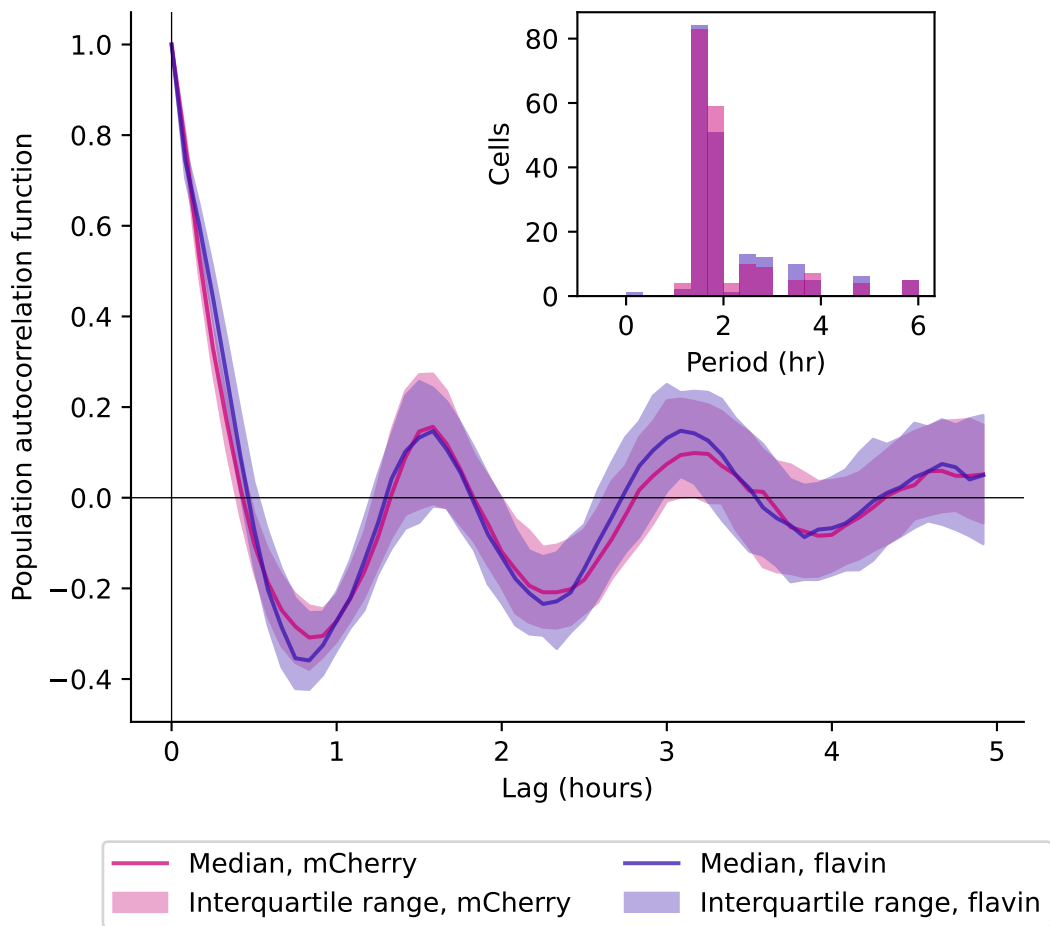 Population autocorrelation function
1.0
0.8
0.6
0.4
0.2
0.0
−0.2
−0.4
0
1
2
3
4
5
Lag (hours)
Cells
80
60
40
20
0
0
2
4
6
Period (hr)
Median, mCherry
Interquartile range, mCherry
Median, flavin
Interquartile range, flavin